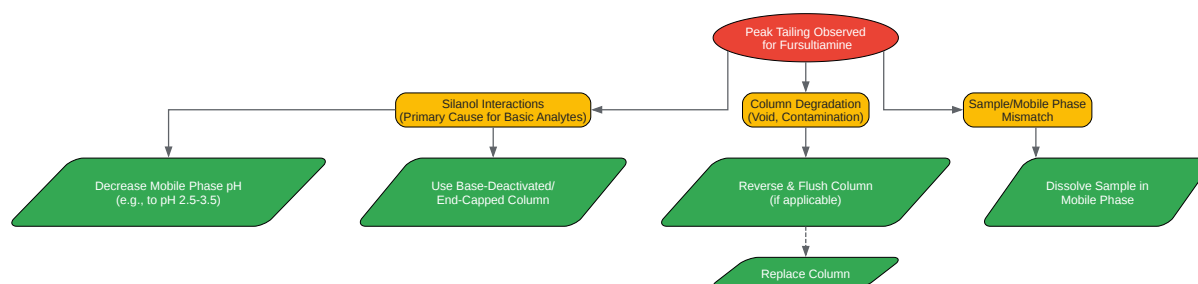 Peak Tailing Observed
for Fursultiamine
Silanol Interactions
(Primary Cause for Basic Analytes)
Column Degradation
(Void, Contamination)
Sample/Mobile Phase
Mismatch
Decrease Mobile Phase pH
(e.g., to pH 2.5-3.5)
Use Base-Deactivated/
End-Capped Column
Reverse & Flush Column
(if applicable)
Dissolve Sample in
Mobile Phase
Replace Column